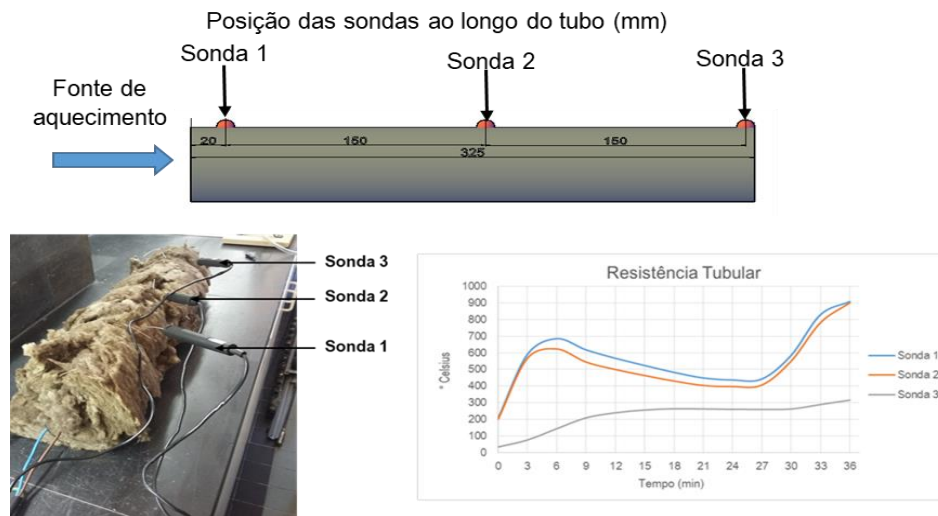 Posição das sondas ao longo do tubo (mm)
Sonda 1
Sonda 2
Sonda 3
Fonte de
aquecimento
20
150
150
325
Sonda 3
Sonda 2
Sonda 1
Resistência Tubular
° Celsius
1000
900
800
700
600
500
400
300
200
100
0
0 3 6 9 12 15 18 21 24 27 30 33 36
Tempo (min)
Sonda 1
Sonda 2
Sonda 3